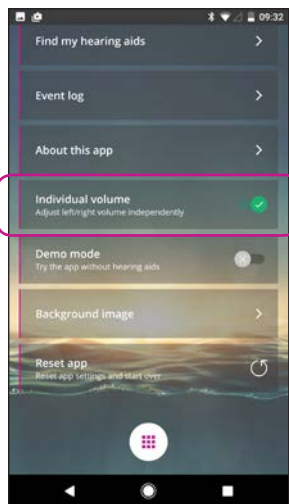 09:32
Find my hearing aids
Event log
About this app
Individual volume
Adjust left/right volume independently
Demo mode
Try the app without hearing aids
Background image
Reset app
Reset app settings and start over